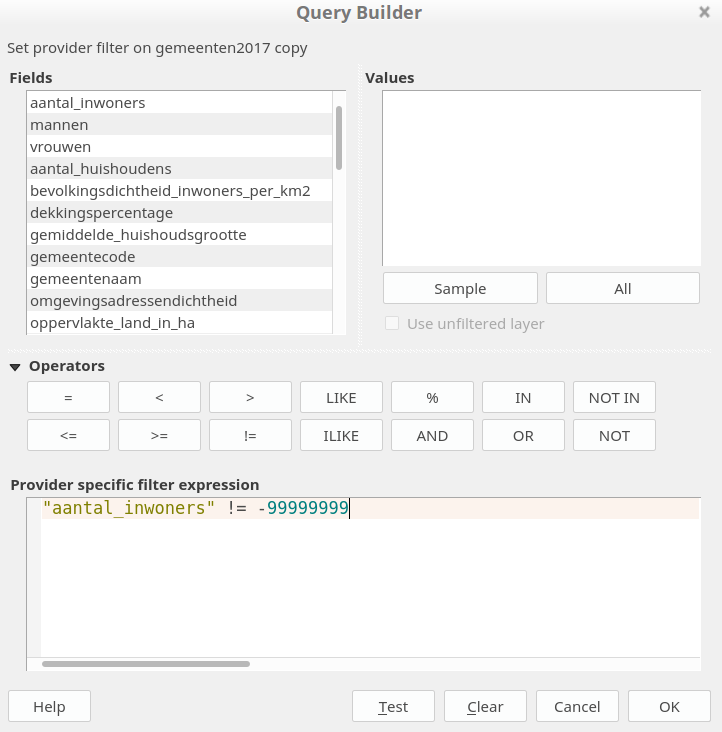 Query Builder
Set provider filter on gemeenten2017 copy
Fields
Values
aantal_inwoners
mannen
vrouwen
aantal_huishoudens
bevolkingsdichtheid_inwoners_per_km2
dekkingspercentage
gemiddelde_huishoudsgrootte
gemeentecode
gemeentenaam
omgevingsadressendichtheid
oppervlakte_land_in_ha
Sample
All
Use unfiltered layer
Operators
= < > LIKE % IN NOT IN
<= >= != ILIKE AND OR NOT
Provider specific filter expression
"aantal_inwoners" != -99999999
Help Test Clear Cancel OK